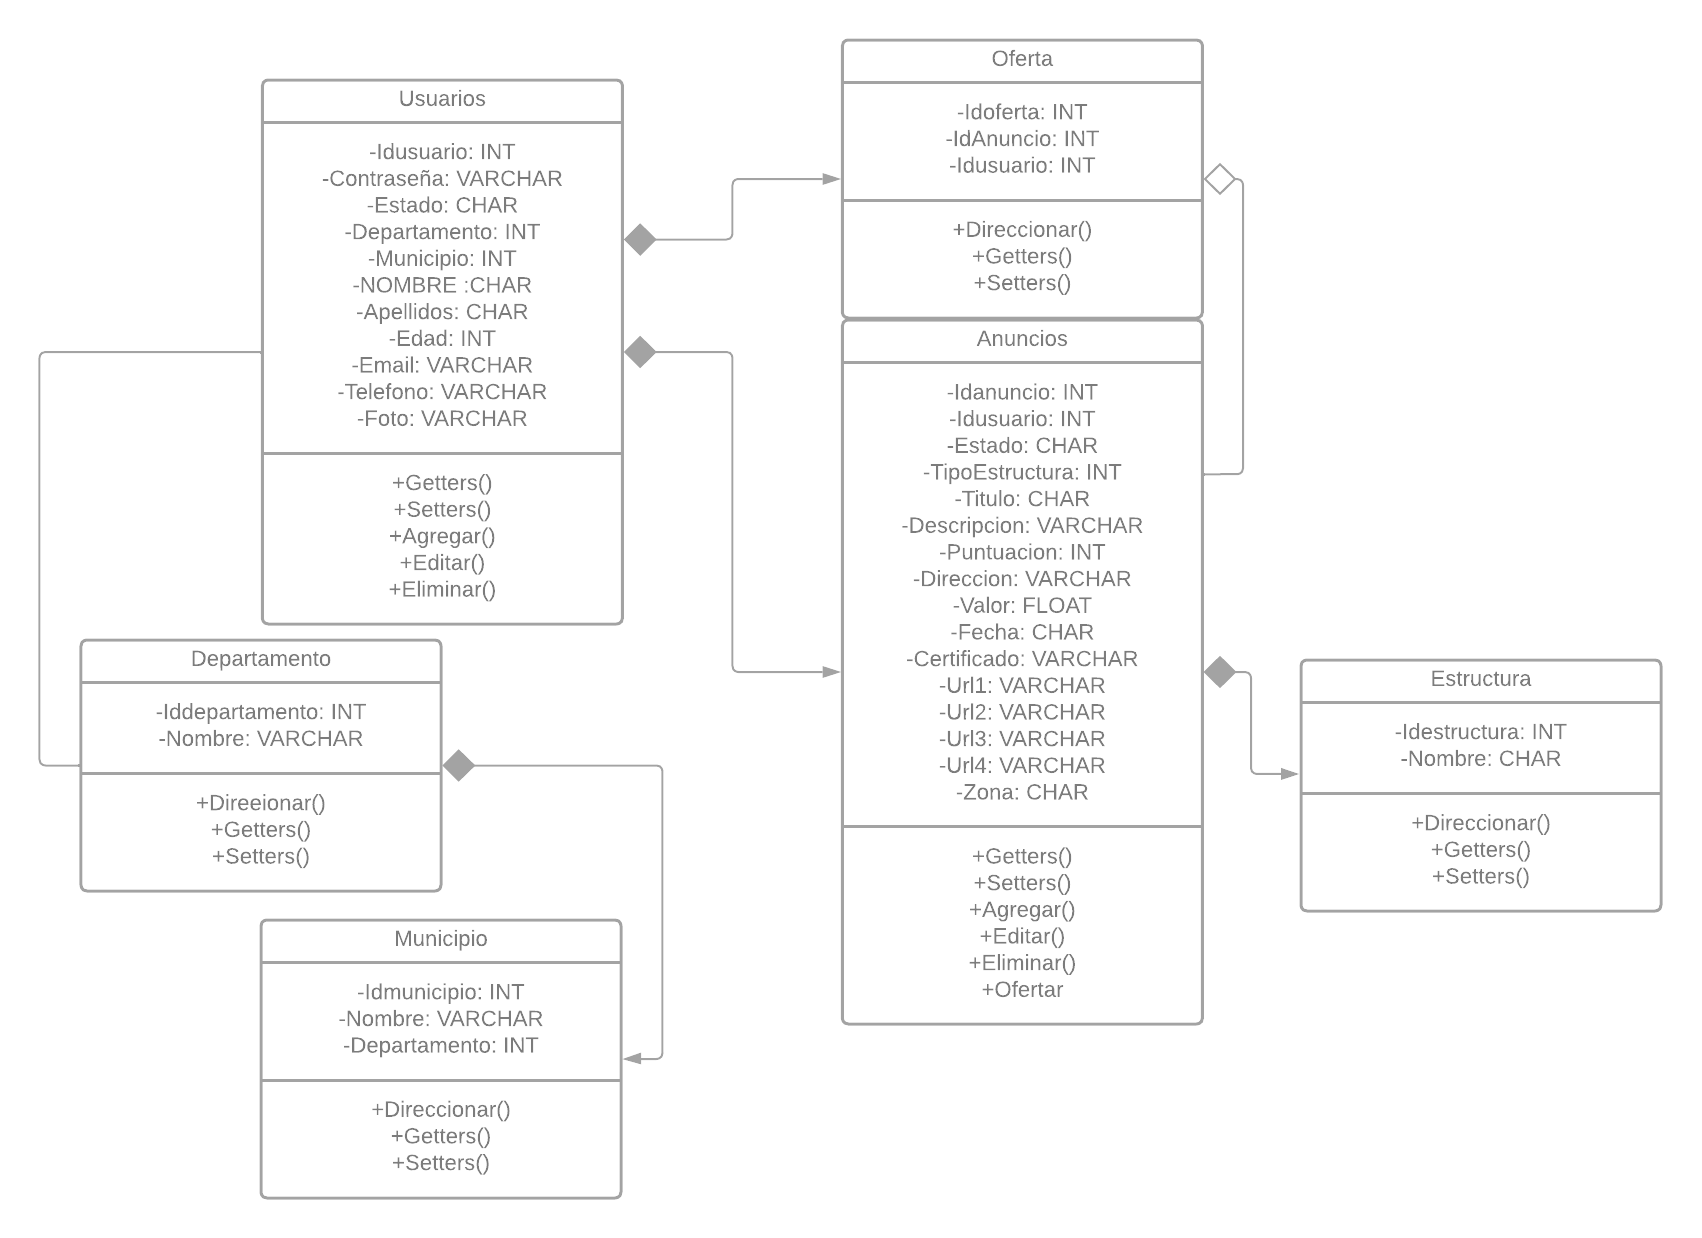 Usuarios
-Idusuario: INT
-Contraseña: VARCHAR
-Estado: CHAR
-Departamento: INT
-Municipio: INT
-NOMBRE :CHAR
-Apellidos: CHAR
-Edad: INT
-Email: VARCHAR
-Telefono: VARCHAR
-Foto: VARCHAR
+Getters()
+Setters()
+Agregar()
+Editar()
+Eliminar()
Oferta
-Idoferta: INT
-IdAnuncio: INT
-Idusuario: INT
+Direccionar()
+Getters()
+Setters()
Anuncios
-Idanuncio: INT
-Idusuario: INT
-Estado: CHAR
-TipoEstructura: INT
-Titulo: CHAR
-Descripcion: VARCHAR
-Puntuacion: INT
-Direccion: VARCHAR
-Valor: FLOAT
-Fecha: CHAR
-Certificado: VARCHAR
-Url1: VARCHAR
-Url2: VARCHAR
-Url3: VARCHAR
-Url4: VARCHAR
-Zona: CHAR
+Getters()
+Setters()
+Agregar()
+Editar()
+Eliminar()
+Ofertar
Estructura
-Idestructura: INT
-Nombre: CHAR
+Direccionar()
+Getters()
+Setters()
Departamento
-Iddepartamento: INT
-Nombre: VARCHAR
+Direeionar()
+Getters()
+Setters()
Municipio
-Idmunicipio: INT
-Nombre: VARCHAR
-Departamento: INT
+Direccionar()
+Getters()
+Setters()